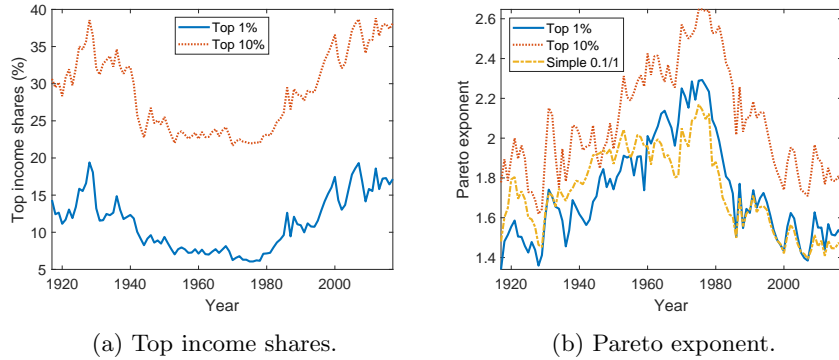 40
35
30
25
20
15
10
5
Top income shares (%)
Top 1%
Top 10%
1920
1940
1960
1980
2000
Year
(a) Top income shares.
2.6
2.4
2.2
2
1.8
1.6
1.4
Pareto exponent
Top 1%
Top 10%
Simple 0.1/1
1920
1940
1960
1980
2000
Year
(b) Pareto exponent.